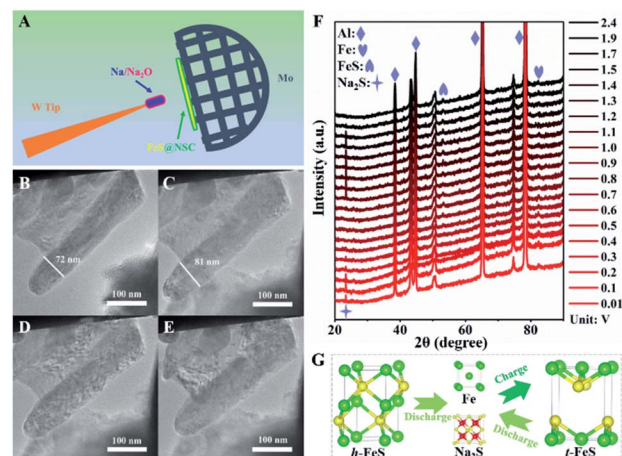 A
Na/Na₂O
Mo
W Tip
FeS@NSC
B
72 nm
100 nm
C
81 nm
100 nm
D
100 nm
E
100 nm
F
Al:
Fe:
FeS:
Na₂S:
Intensity (a.u.)
20 40 60 80
2θ (degree)
2.4
1.9
1.7
1.5
1.4
1.3
1.2
1.1
1.0
0.9
0.8
0.7
0.6
0.5
0.4
0.3
0.2
0.1
0.01
Unit: V
G
h-FeS
Discharge
Fe
Na₂S
Charge
Discharge
t-FeS